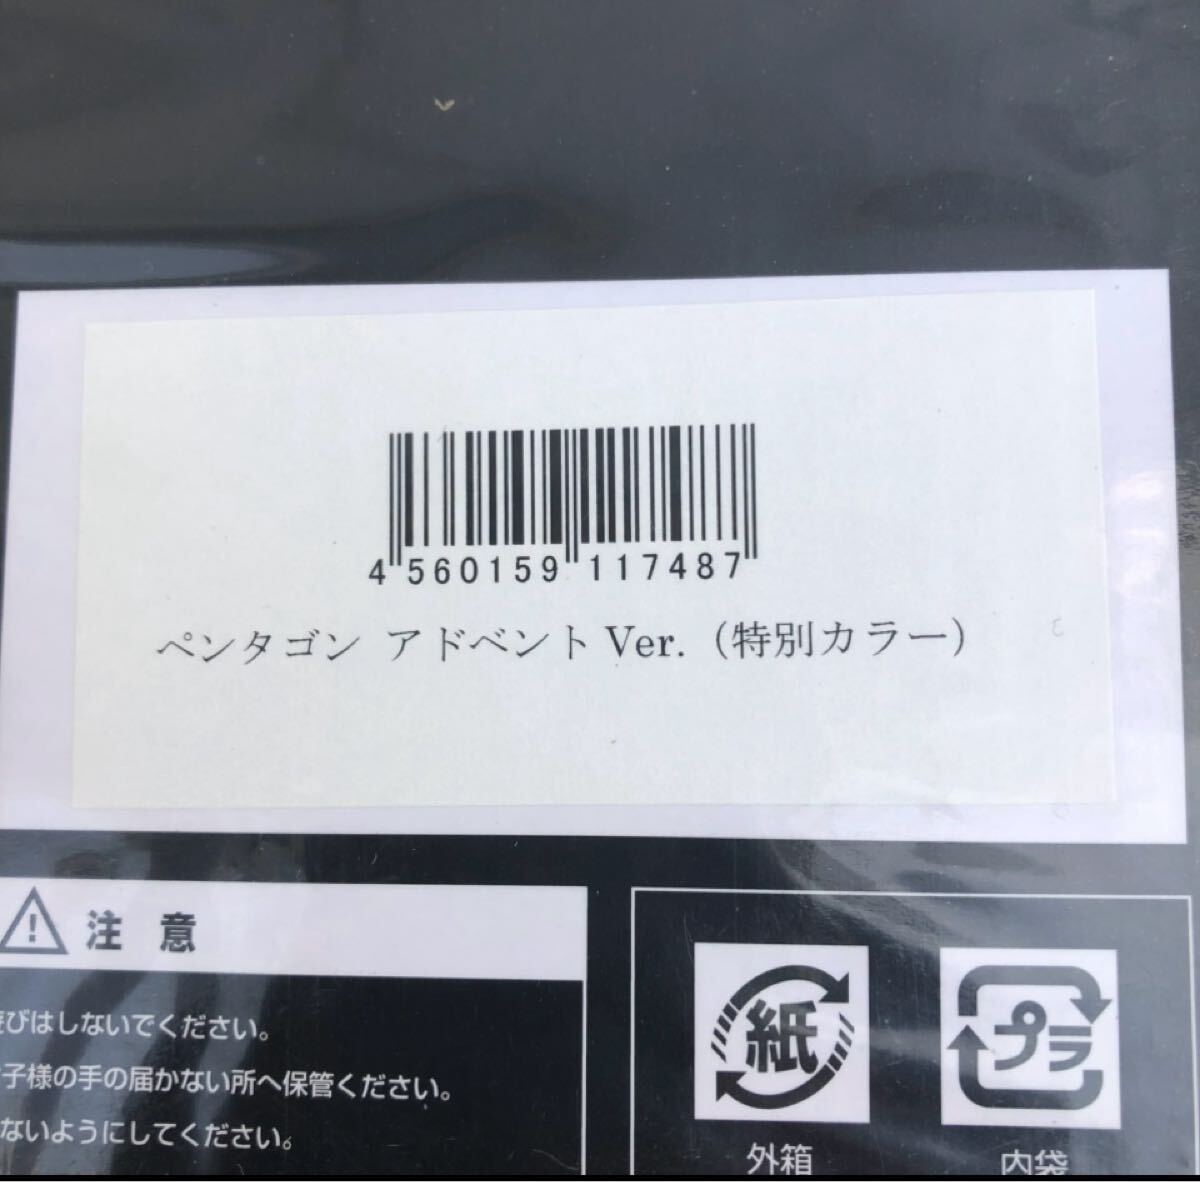 4 560159 117487
ペンタゴン アドベントVer.（特別カラー）
注 意
びはしないでください。
子様の手の届かない所へ保管ください。
ないようにしてください。
紙
外箱
プラ
内袋